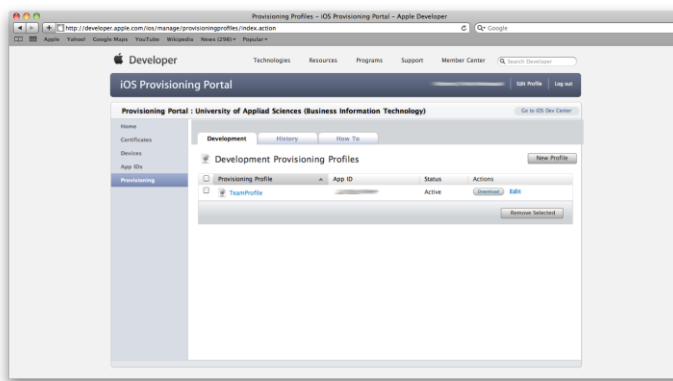 Provisioning Profiles – iOS Provisioning Portal – Apple Developer
http://developer.apple.com/ios/manage/provisioningprofiles/index.action
Google
Apple Yahoo! Google Maps YouTube Wikipedia News (298) Popular
Developer
Technologies Resources Programs Support Member Center Search Developer
iOS Provisioning Portal
Edit Profile Log out
Provisioning Portal : University of Appliad Sciences (Business Information Technology)
Go to iOS Dev Center
Home
Certificates
Devices
App IDs
Provisioning
Development History How To
Development Provisioning Profiles
New Profile
Provisioning Profile App ID Status Actions
TeamProfile Active Download Edit
Remove Selected